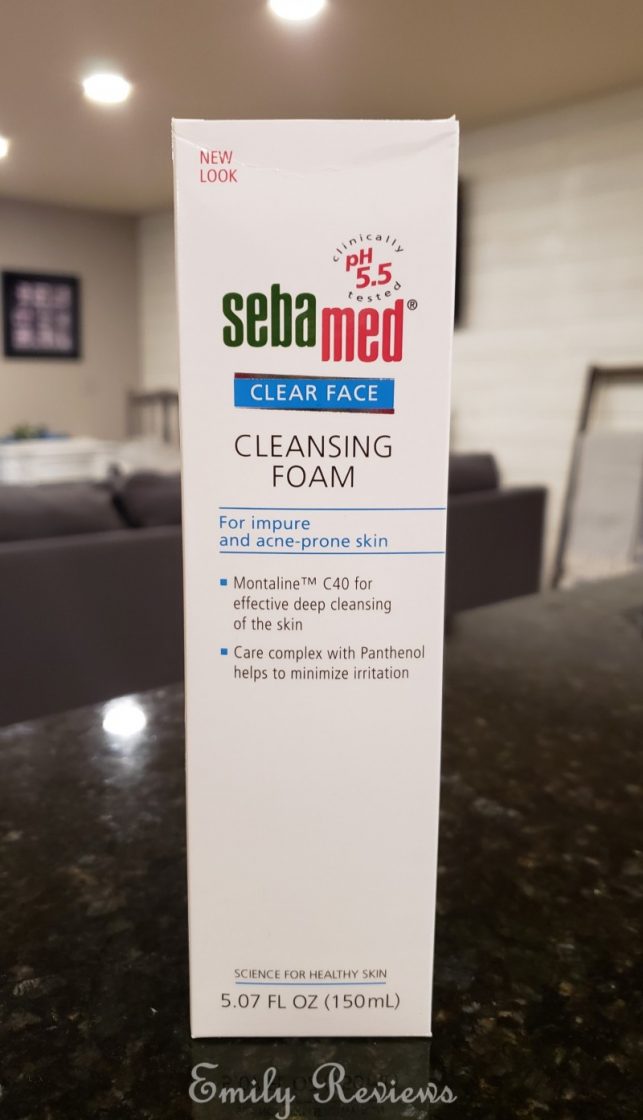 NEW
LOOK
clinically
pH
5.5
tested
sebamed®
CLEAR FACE
CLEANSING
FOAM
For impure
and acne-prone skin
▪ Montaline™ C40 for
effective deep cleansing
of the skin
▪ Care complex with Panthenol
helps to minimize irritation
SCIENCE FOR HEALTHY SKIN
5.07 FL OZ (150mL)
Emily Reviews